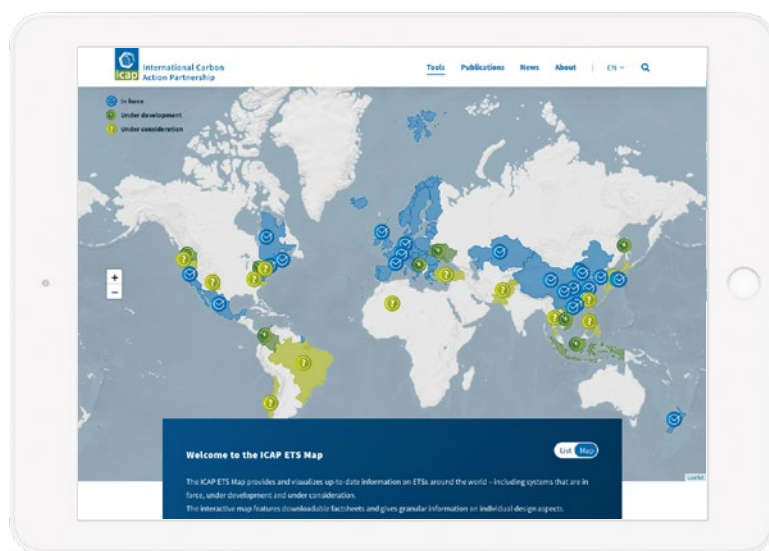 icap
International Carbon
Action Partnership
Tools Publications News About | EN
In force
Under development
Under consideration
+
−
Welcome to the ICAP ETS Map
List Map
The ICAP ETS Map provides and visualizes up-to-date information on ETSs around the world – including systems that are in
force, under development and under consideration.
The interactive map features downloadable factsheets and gives granular information on individual design aspects.
Leaflet